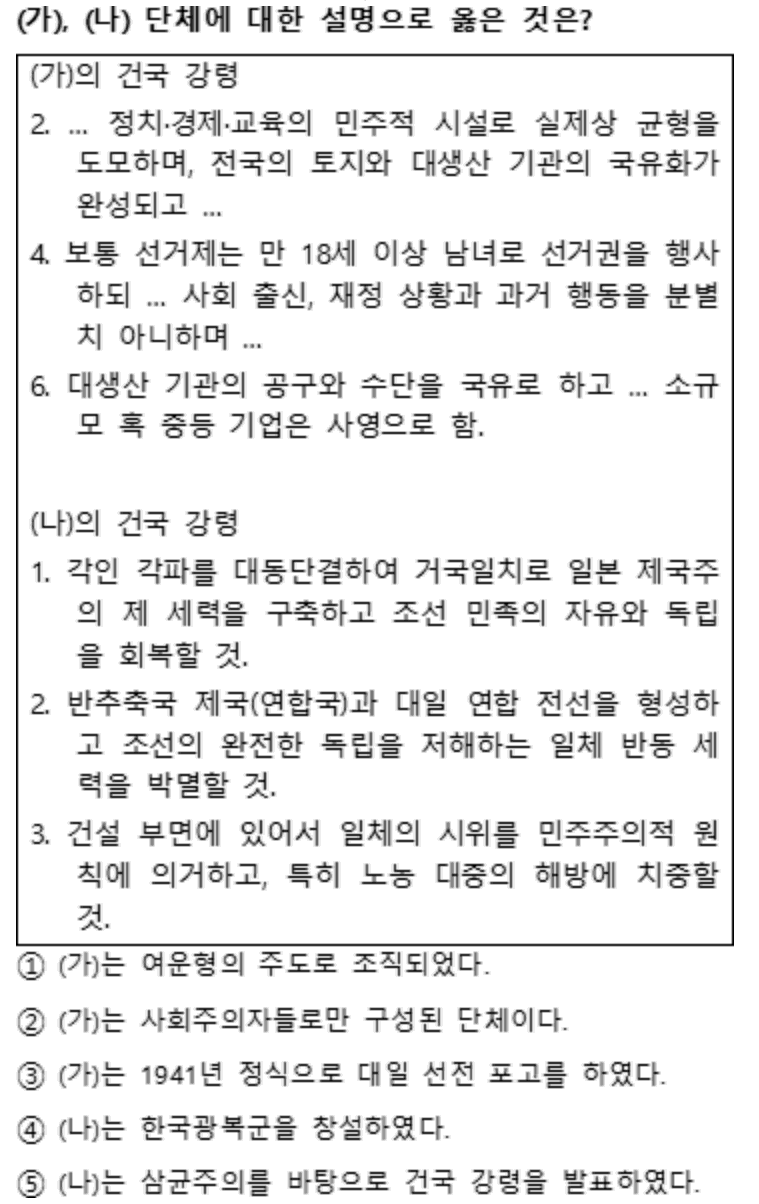 (가), (나) 단체에 대한 설명으로 옳은 것은?
(가)의 건국 강령
2. ... 정치·경제·교육의 민주적 시설로 실제상 균형을
도모하며, 전국의 토지와 대생산 기관의 국유화가
완성되고 ...
4. 보통 선거제는 만 18세 이상 남녀로 선거권을 행사
하되 ... 사회 출신, 재정 상황과 과거 행동을 분별
치 아니하며 ...
6. 대생산 기관의 공구와 수단을 국유로 하고 ... 소규
모 혹 중등 기업은 사영으로 함.
(나)의 건국 강령
1. 각인 각파를 대동단결하여 거국일치로 일본 제국주
의 제 세력을 구축하고 조선 민족의 자유와 독립
을 회복할 것.
2. 반추축국 제국(연합국)과 대일 연합 전선을 형성하
고 조선의 완전한 독립을 저해하는 일체 반동 세
력을 박멸할 것.
3. 건설 부면에 있어서 일체의 시위를 민주주의적 원
칙에 의거하고, 특히 노농 대중의 해방에 치중할
것.
① (가)는 여운형의 주도로 조직되었다.
② (가)는 사회주의자들로만 구성된 단체이다.
③ (가)는 1941년 정식으로 대일 선전 포고를 하였다.
④ (나)는 한국광복군을 창설하였다.
⑤ (나)는 삼균주의를 바탕으로 건국 강령을 발표하였다.